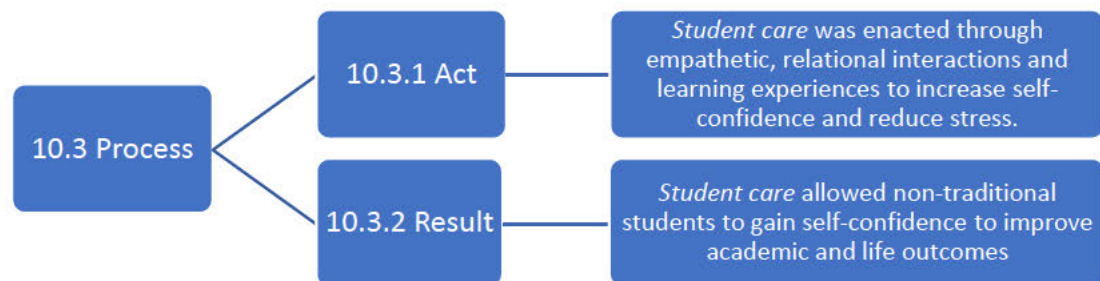 10.3 Process
10.3.1 Act
Student care was enacted through
empathetic, relational interactions and
learning experiences to increase self-
confidence and reduce stress.
10.3.2 Result
Student care allowed non-traditional
students to gain self-confidence to improve
academic and life outcomes